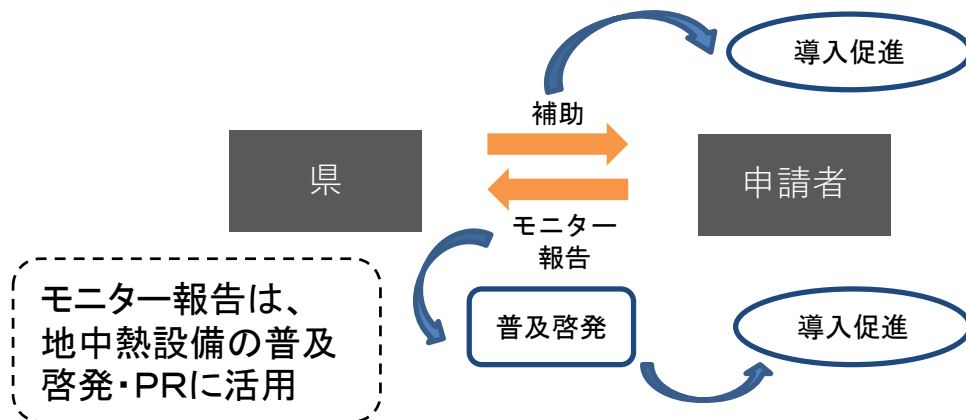 導入促進
補助
県
申請者
モニター
報告
モニター報告は、
地中熱設備の普及
啓発・PRに活用
普及啓発
導入促進